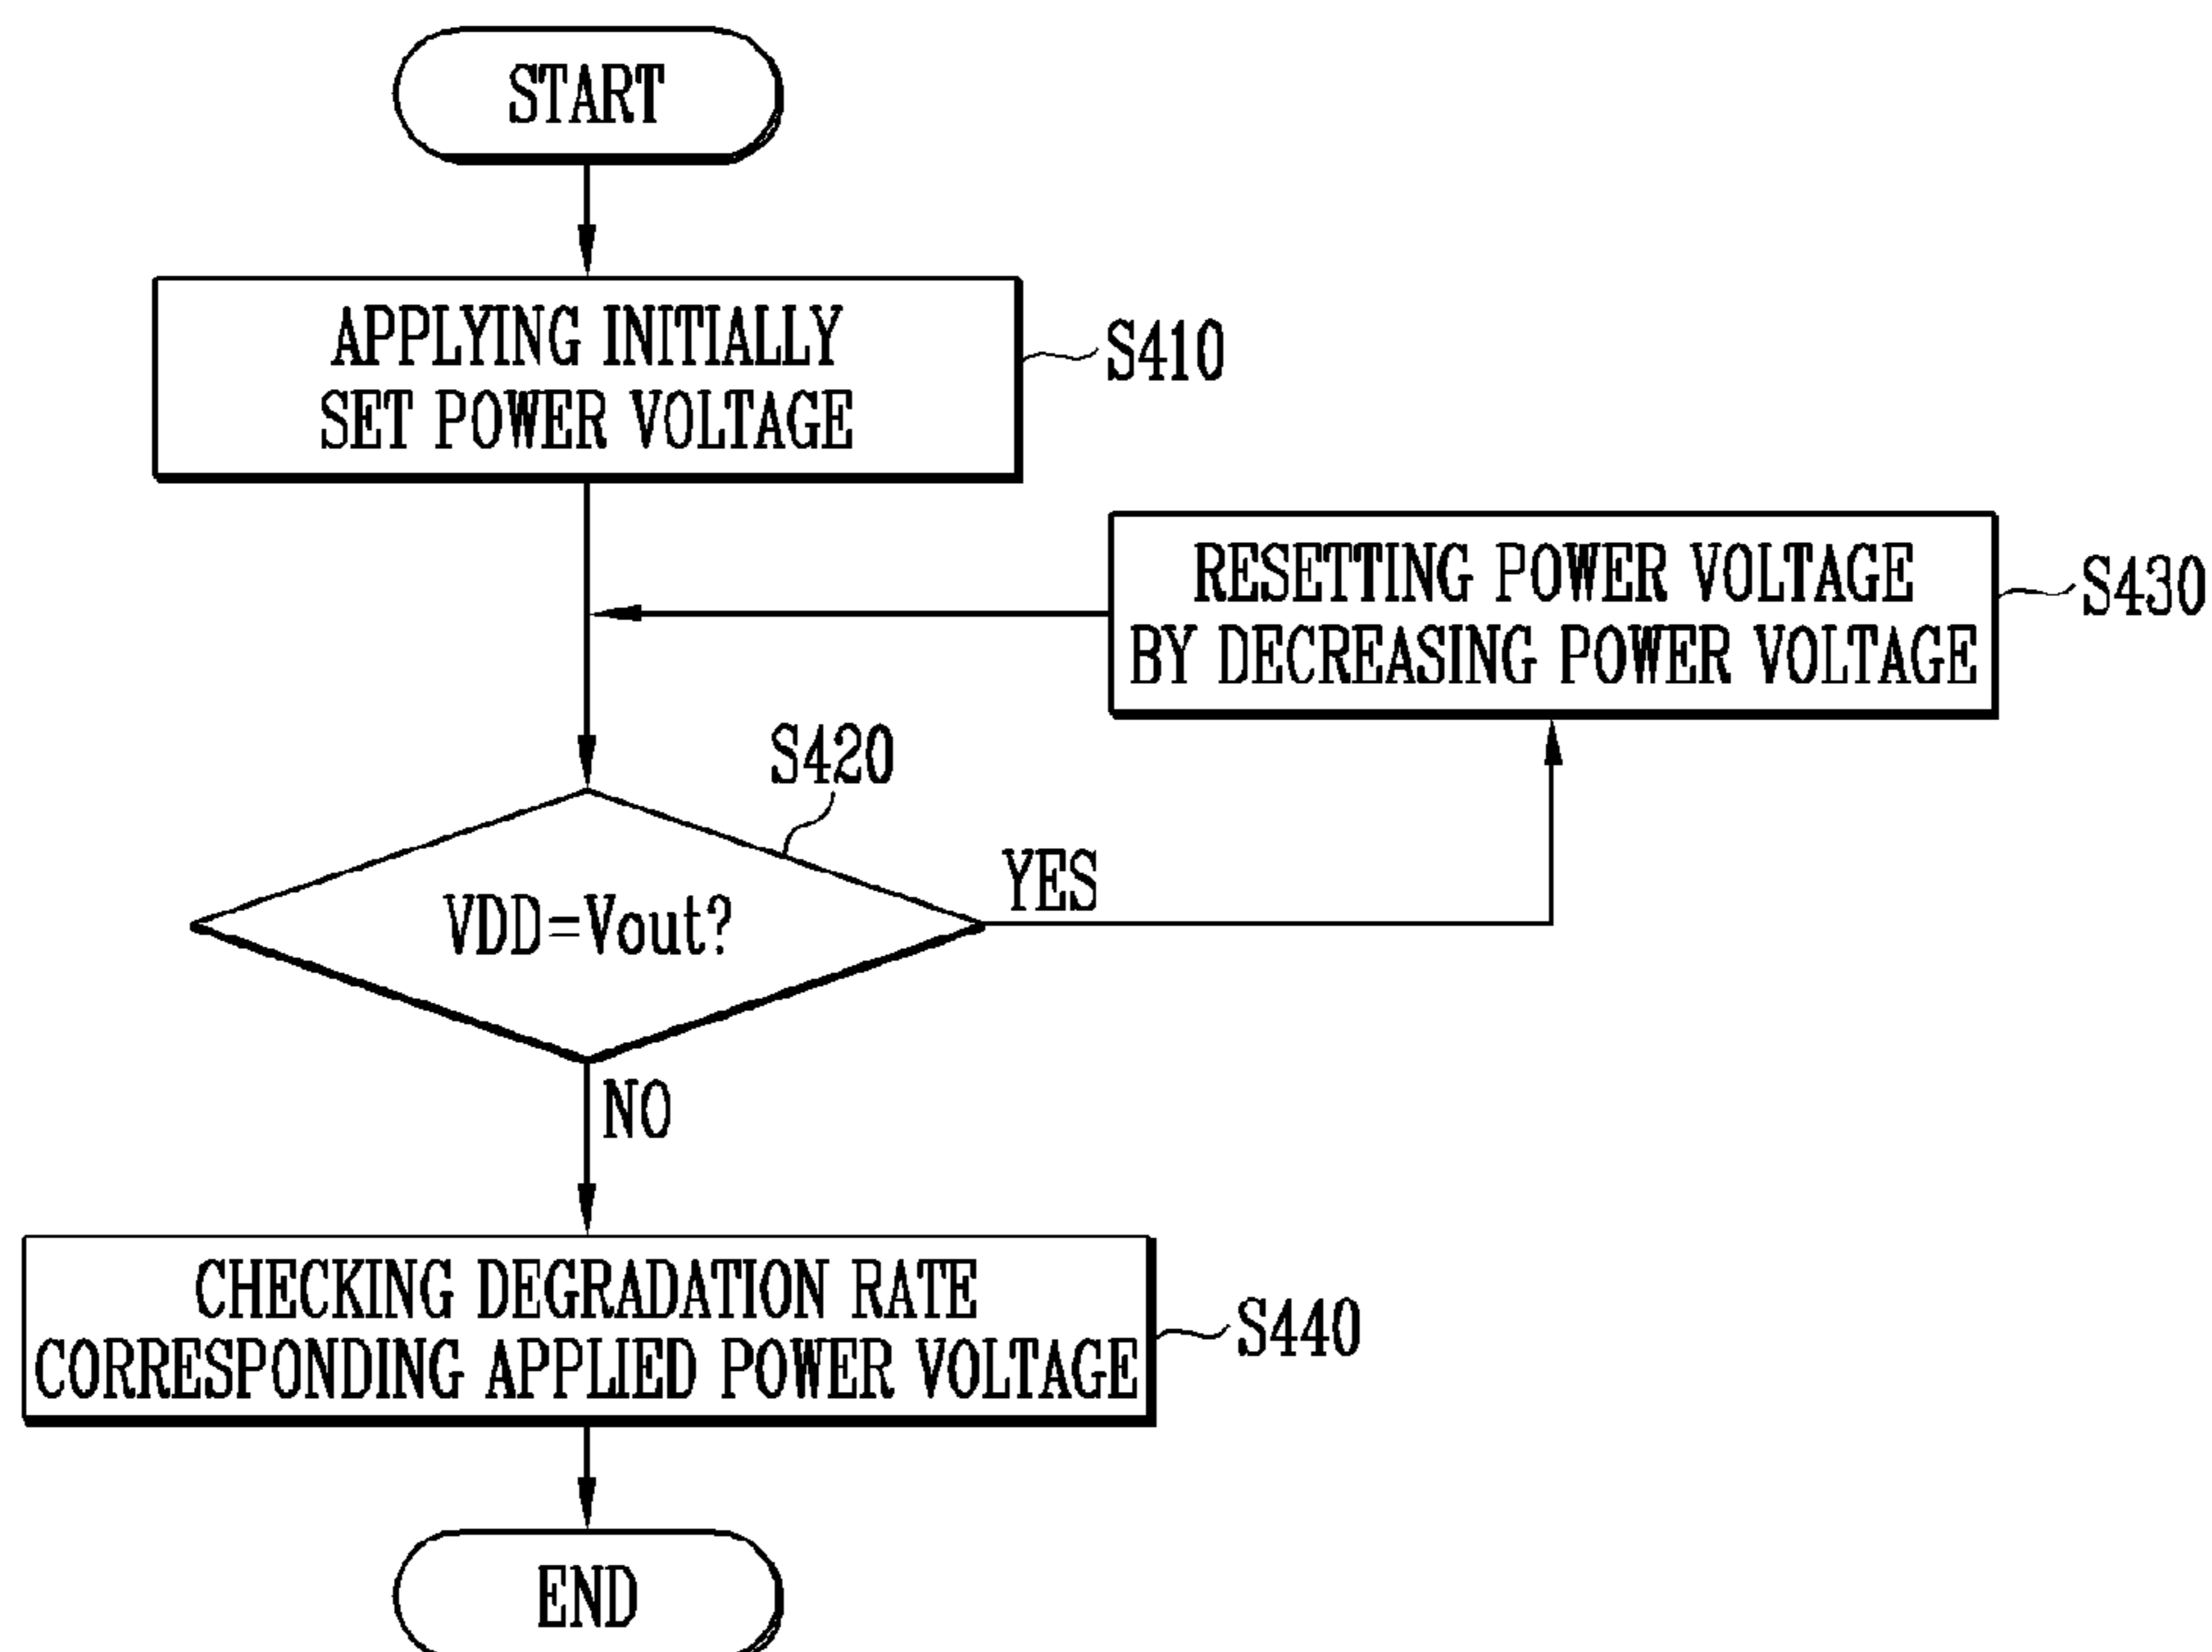 START
APPLYING INITIALLY
SET POWER VOLTAGE
S410
RESETTING POWER VOLTAGE
BY DECREASING POWER VOLTAGE
S430
S420
VDD=Vout?
YES
NO
CHECKING DEGRADATION RATE
CORRESPONDING APPLIED POWER VOLTAGE
S440
END